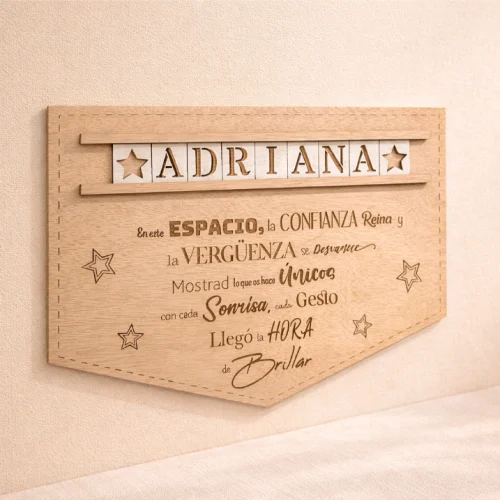 ADRIANA
En este ESPACIO, la CONFIANZA Reina y
la VERGÜENZA se Desvanece
Mostrad lo que os hace Únicos
con cada Sonrisa, cada Gesto
Llegó la HORA
de Brillar